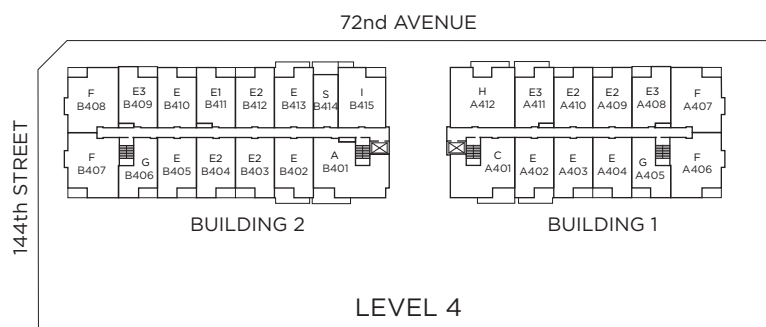 72nd AVENUE
144th STREET
F
B408
E3
B409
E
B410
E1
B411
E2
B412
E
B413
S
B414
I
B415
F
B407
G
B406
E
B405
E2
B404
E2
B403
E
B402
A
B401
BUILDING 2
H
A412
E3
A411
E2
A410
E2
A409
E3
A408
F
A407
C
A401
E
A402
E
A403
E
A404
G
A405
F
A406
BUILDING 1
LEVEL 4